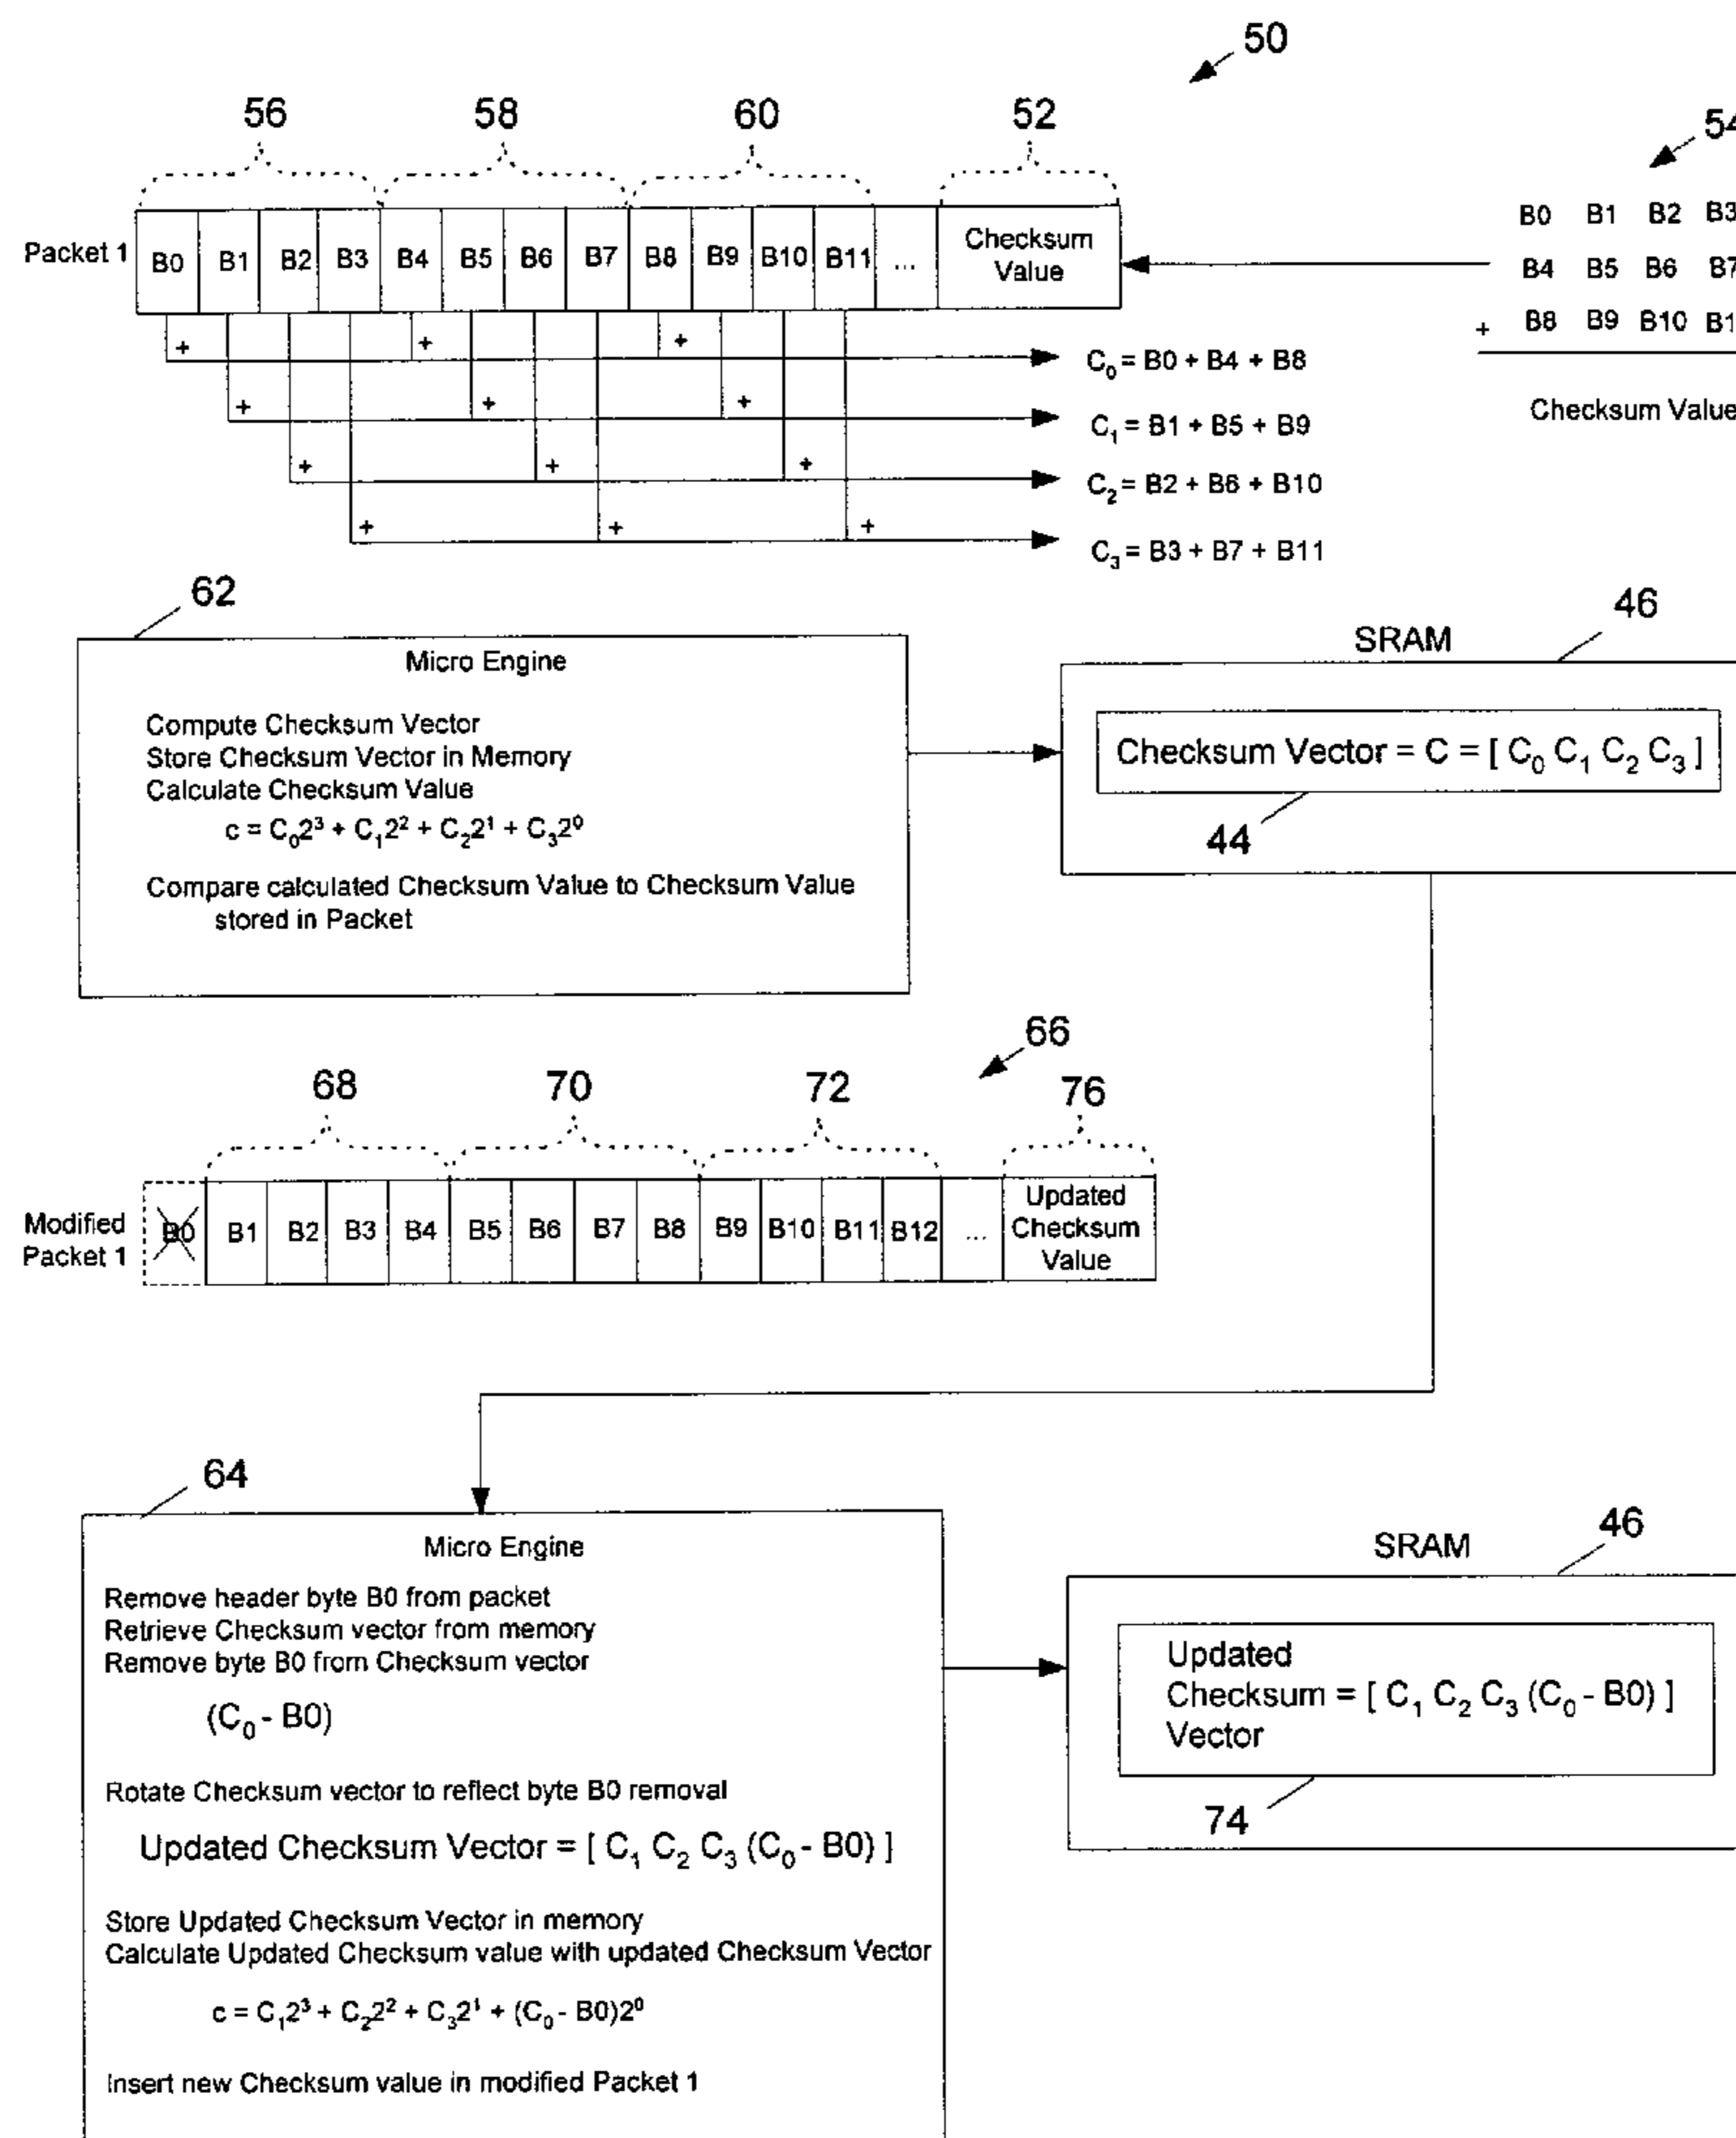 50
56 58 60 52
54
Packet 1 B0 B1 B2 B3 B4 B5 B6 B7 B8 B9 B10 B11 ... Checksum Value
B0 B1 B2 B3
B4 B5 B6 B7
+ B8 B9 B10
Checksum Value
+ + +
C₀ = B0 + B4 + B8
+ + +
C₁ = B1 + B5 + B9
+ + +
C₂ = B2 + B6 + B10
+ + +
C₃ = B3 + B7 + B11
62
Micro Engine
Compute Checksum Vector
Store Checksum Vector in Memory
Calculate Checksum Value
c = C₀2³ + C₁2² + C₂2¹ + C₃2⁰
Compare calculated Checksum Value to Checksum Value
stored in Packet
46
SRAM
Checksum Vector = C = [ C₀ C₁ C₂ C₃ ]
44
66
68 70 72 76
Modified
Packet 1
B0 B1 B2 B3 B4 B5 B6 B7 B8 B9 B10 B11 B12 ...
Updated
Checksum
Value
64
Micro Engine
Remove header byte B0 from packet
Retrieve Checksum vector from memory
Remove byte B0 from Checksum vector
(C₀ - B0)
Rotate Checksum vector to reflect byte B0 removal
Updated Checksum Vector = [ C₁ C₂ C₃ (C₀ - B0) ]
Store Updated Checksum Vector in memory
Calculate Updated Checksum value with updated Checksum Vector
c = C₁2³ + C₂2² + C₃2¹ + (C₀ - B0)2⁰
Insert new Checksum value in modified Packet 1
46
SRAM
Updated
Checksum = [ C₁ C₂ C₃ (C₀ - B0) ]
Vector
74